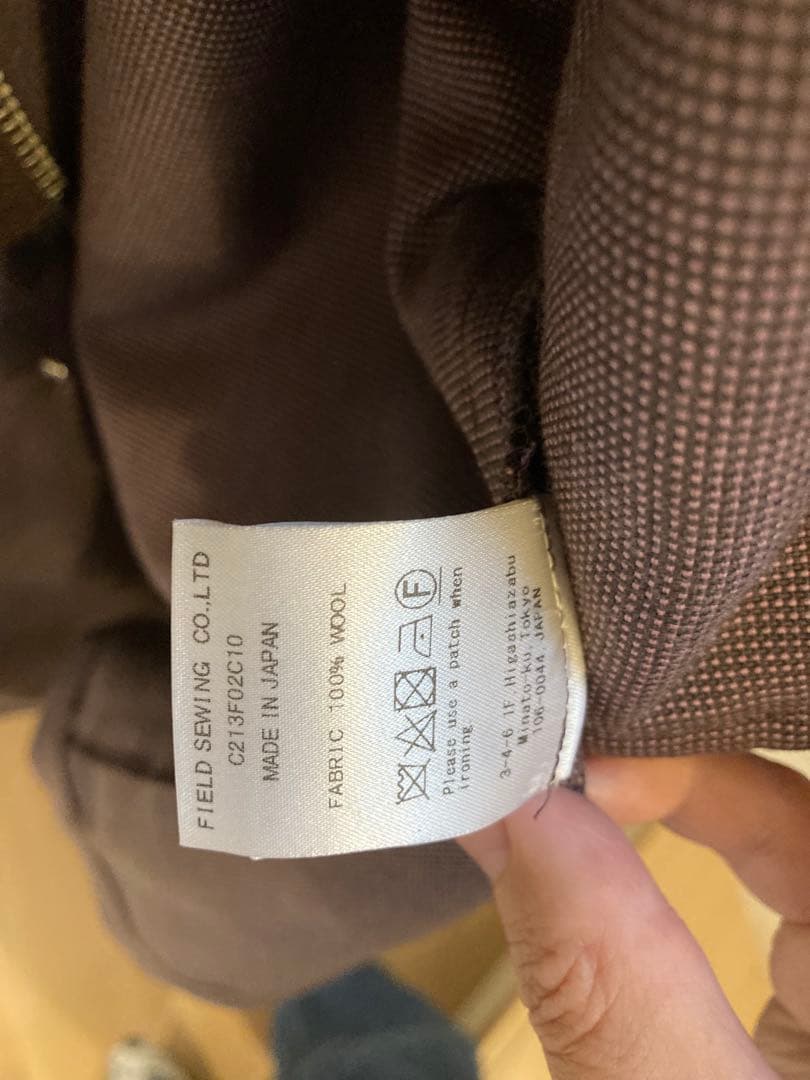 FIELD SEWING CO.,LTD
C213F02C10
MADE IN JAPAN
FABRIC 100% WOOL
F
Please use a patch when
ironing
3-4-6 1F Higashiazabu
Minato-ku, Tokyo
106-0044 JAPAN